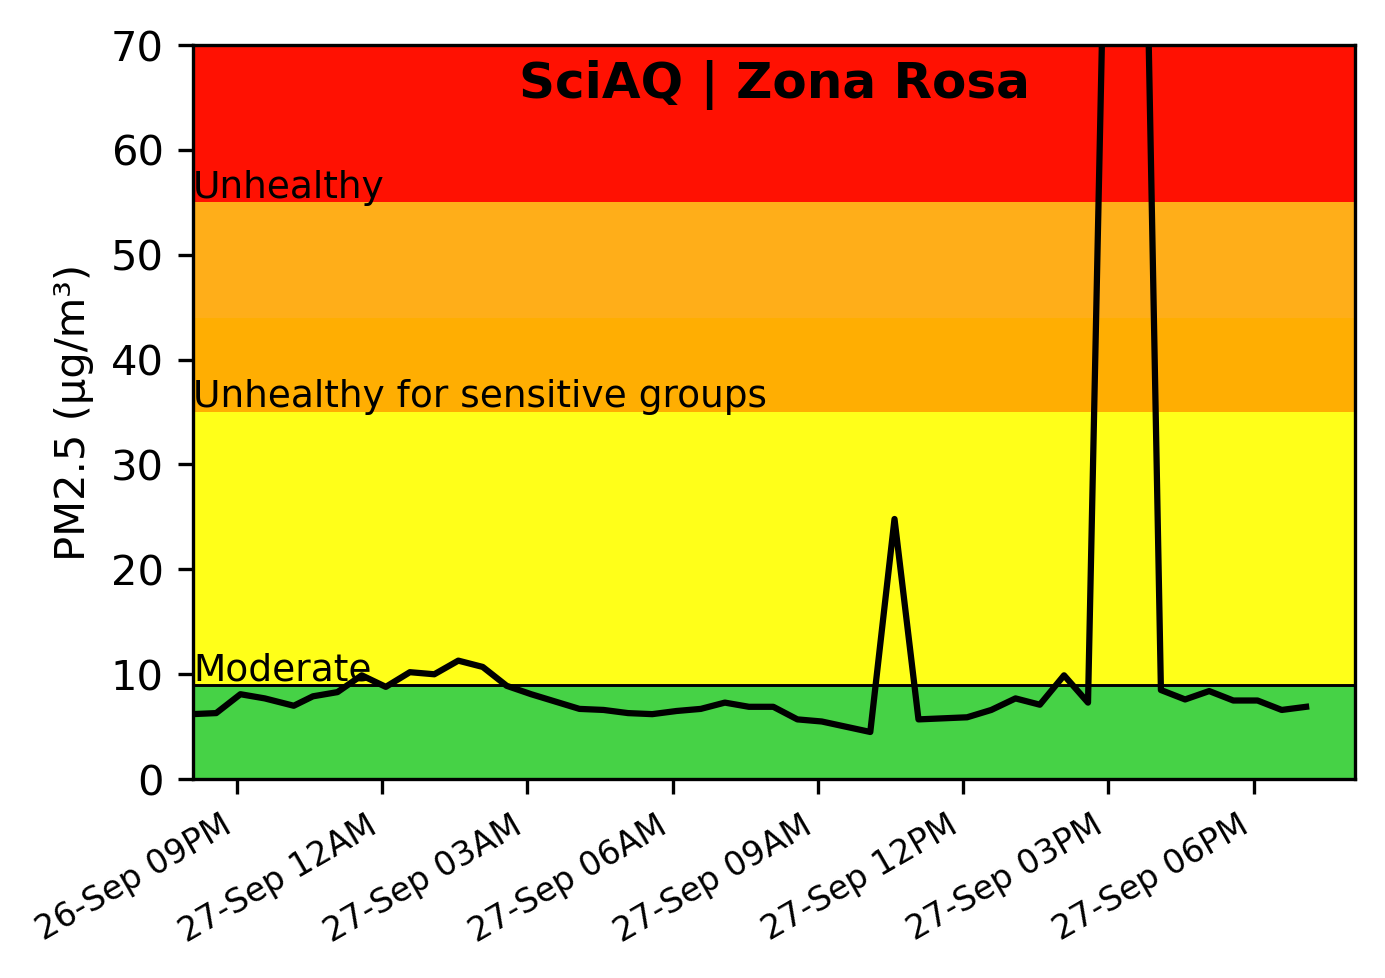 SciAQ | Zona Rosa
70
60
Unhealthy
50
40
Unhealthy for sensitive groups
30
20
Moderate
10
0
PM2.5 (µg/m³)
26-Sep 09PM
27-Sep 12AM
27-Sep 03AM
27-Sep 06AM
27-Sep 09AM
27-Sep 12PM
27-Sep 03PM
27-Sep 06PM